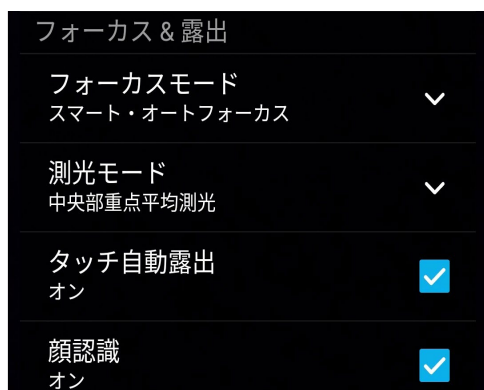 フォーカス & 露出
フォーカスモード
スマート・オートフォーカス
測光モード
中央部重点平均測光
タッチ自動露出
オン
顔認識
オン